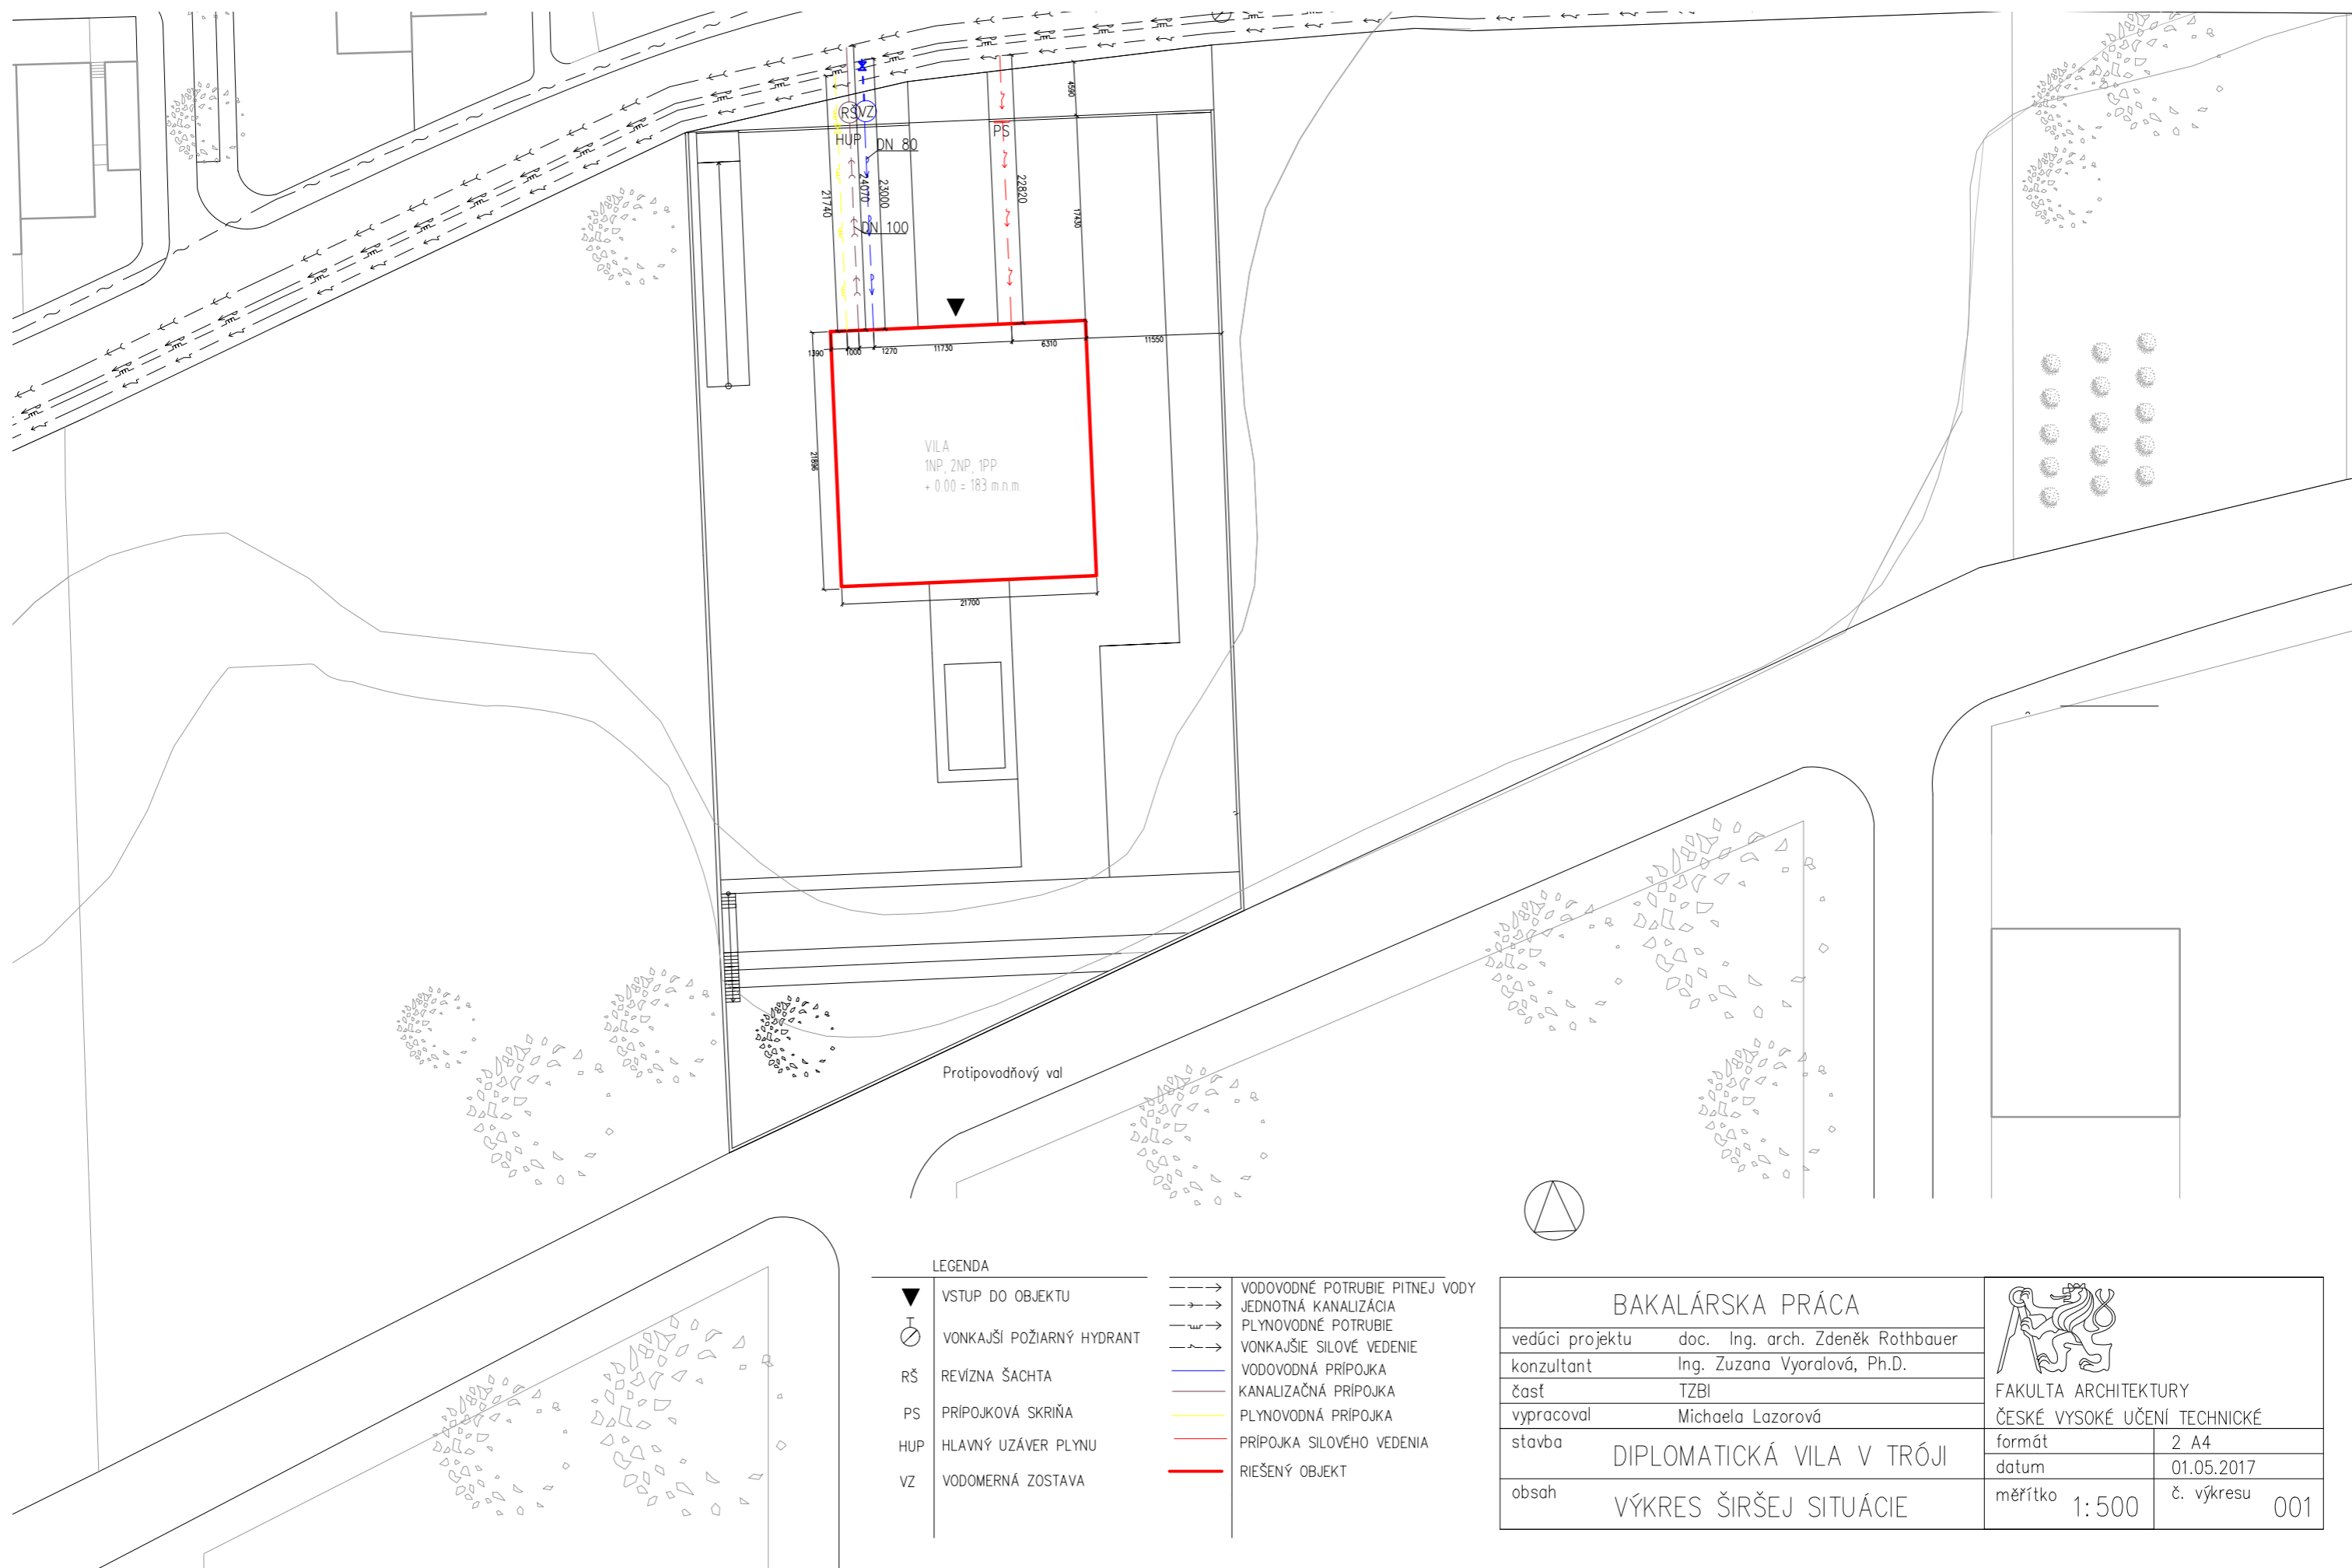 4590
RŠ
VZ
PS
HUP
DN 80
21740
24070
23000
22820
17430
DN 100
1390
1000
1270
11730
6310
11550
21896
VILA
1NP, 2NP, 1PP
+ 0.00 = 183 m.n.m.
21700
Protipovodňový val
LEGENDA
VSTUP DO OBJEKTU
VONKAJŠÍ POŽIARNÝ HYDRANT
RŠ REVÍZNA ŠACHTA
PS PRÍPOJKOVÁ SKRIŇA
HUP HLAVNÝ UZÁVER PLYNU
VZ VODOMERNÁ ZOSTAVA
VODOVODNÉ POTRUBIE PITNEJ VODY
JEDNOTNÁ KANALIZÁCIA
PLYNOVODNÉ POTRUBIE
VONKAJŠIE SILOVÉ VEDENIE
VODOVODNÁ PRÍPOJKA
KANALIZAČNÁ PRÍPOJKA
PLYNOVODNÁ PRÍPOJKA
PRÍPOJKA SILOVÉHO VEDENIA
RIEŠENÝ OBJEKT
BAKALÁRSKA PRÁCA
vedúci projektu doc. Ing. arch. Zdeněk Rothbauer
konzultant Ing. Zuzana Vyoralová, Ph.D.
časť TZBI
vypracoval Michaela Lazorová
stavba DIPLOMATICKÁ VILA V TRÓJI
obsah VÝKRES ŠIRŠEJ SITUÁCIE
FAKULTA ARCHITEKTURY
ČESKÉ VYSOKÉ UČENÍ TECHNICKÉ
formát 2 A4
datum 01.05.2017
měřítko 1:500
č. výkresu 001